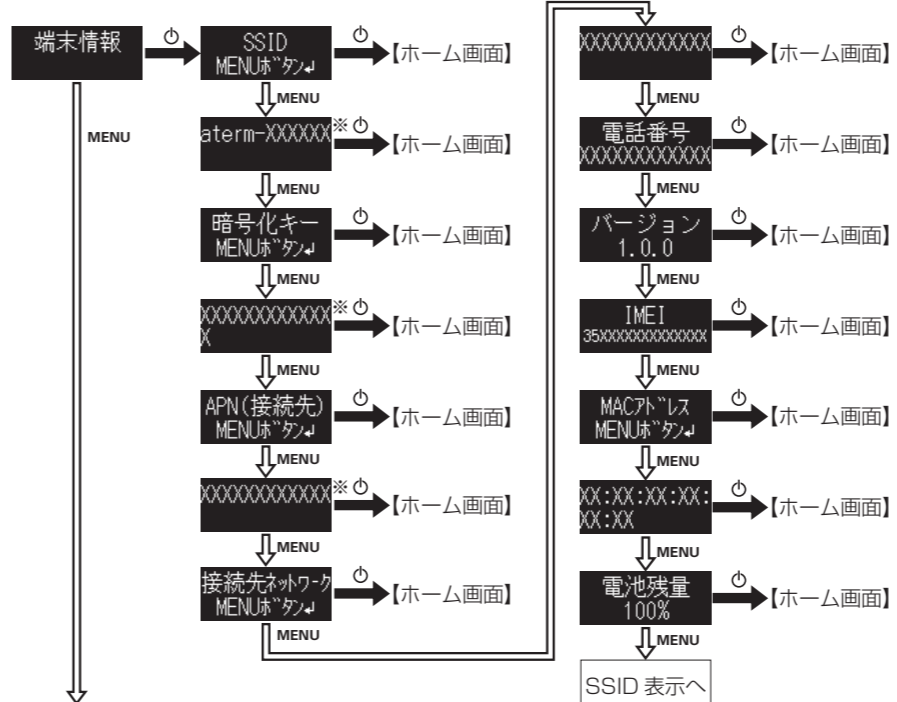 端末情報
MENU
SSID
MENUﾎﾞﾀﾝ↲
【ホーム画面】
MENU
aterm-XXXXXX
※
【ホーム画面】
MENU
暗号化キー
MENUﾎﾞﾀﾝ↲
【ホーム画面】
MENU
XXXXXXXXXXXX
X
※
【ホーム画面】
MENU
APN(接続先)
MENUﾎﾞﾀﾝ↲
【ホーム画面】
MENU
XXXXXXXXXXXX
※
【ホーム画面】
MENU
接続先ﾈｯﾄﾜｰｸ
MENUﾎﾞﾀﾝ↲
【ホーム画面】
MENU
XXXXXXXXXXXX
【ホーム画面】
MENU
電話番号
XXXXXXXXXXXX
【ホーム画面】
MENU
バージョン
1.0.0
【ホーム画面】
MENU
IMEI
35XXXXXXXXXXXXX
【ホーム画面】
MENU
MACｱﾄﾞﾚｽ
MENUﾎﾞﾀﾝ↲
【ホーム画面】
MENU
XX:XX:XX:XX:
XX:XX
【ホーム画面】
MENU
電池残量
100%
【ホーム画面】
MENU
SSID 表示へ